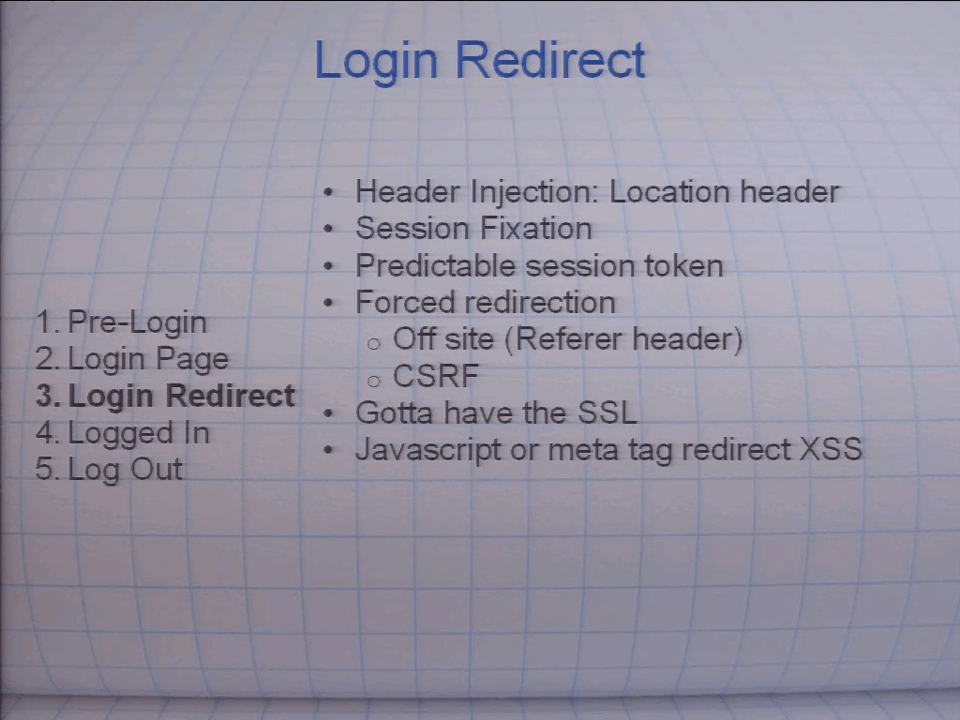 Login Redirect
1. Pre-Login
2. Login Page
3. Login Redirect
4. Logged In
5. Log Out
• Header Injection: Location header
• Session Fixation
• Predictable session token
• Forced redirection
o Off site (Referer header)
o CSRF
• Gotta have the SSL
• Javascript or meta tag redirect XSS